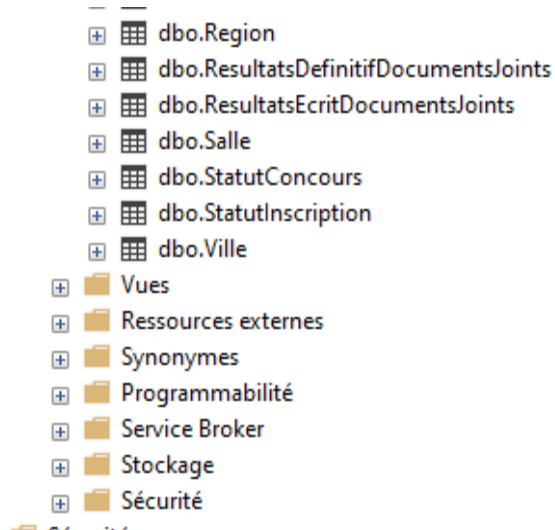 dbo.Region
dbo.ResultatsDefinitifDocumentsJoints
dbo.ResultatsEcritDocumentsJoints
dbo.Salle
dbo.StatutConcours
dbo.StatutInscription
dbo.Ville
Vues
Ressources externes
Synonymes
Programmabilité
Service Broker
Stockage
Sécurité